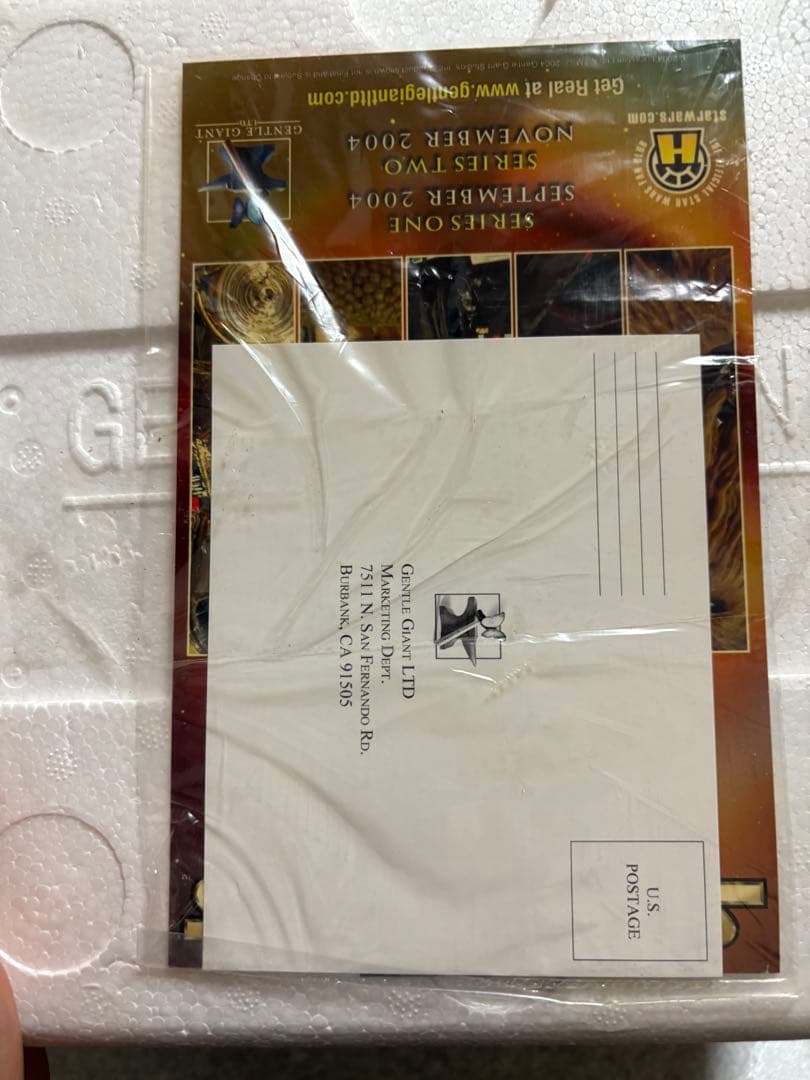 GENTLE GIANT LTD
MARKETING DEPT.
7511 N. SAN FERNANDO RD.
BURBANK, CA 91505
U.S.
POSTAGE
SERIES ONE
SEPTEMBER 2004
SERIES TWO
NOVEMBER 2004
GENTLE GIANT
LTD
starwars.com
H
Get Real at www.gentlegiantltd.com
GE
N